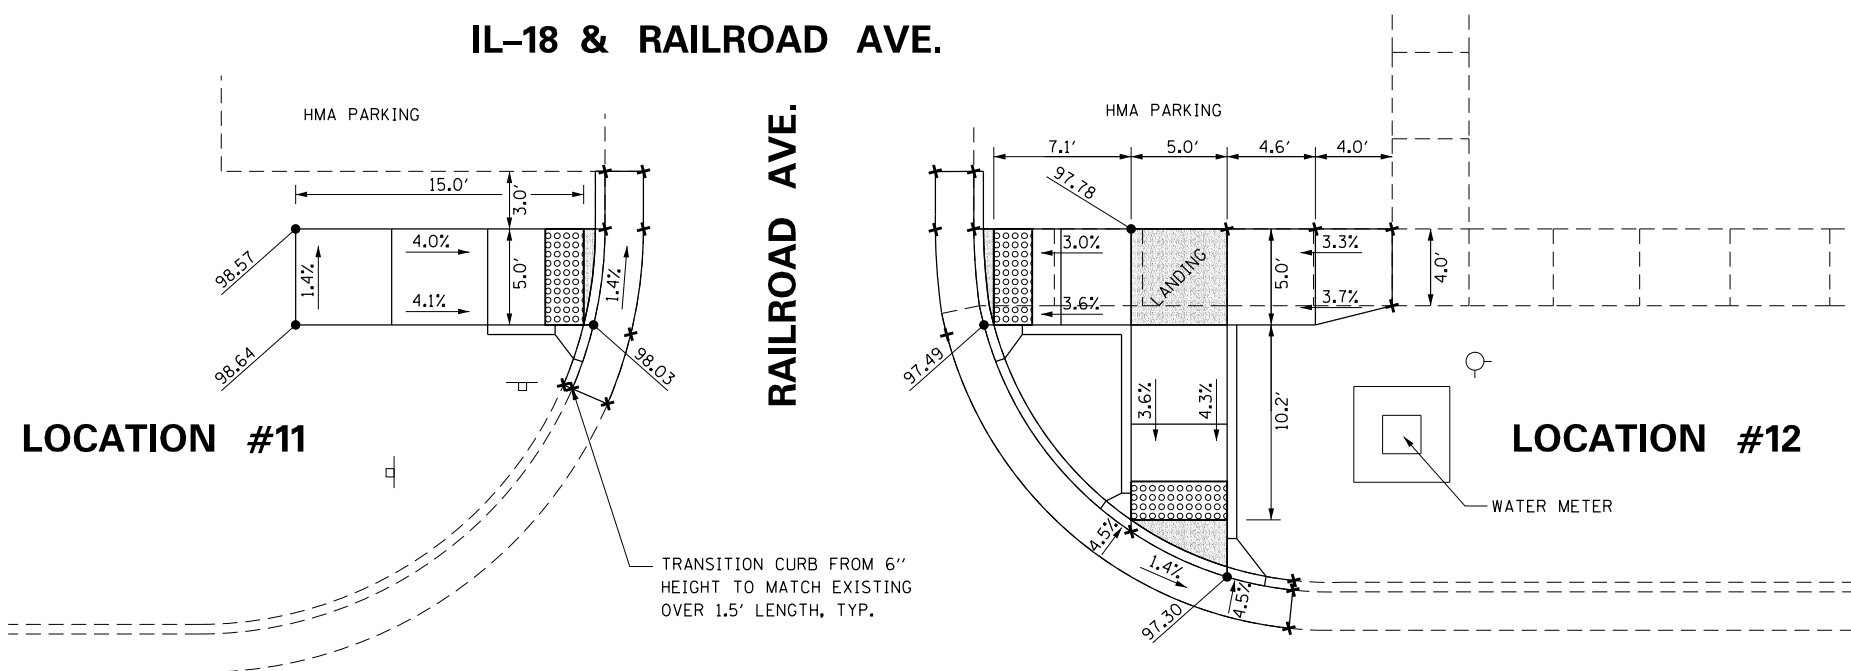 IL–18 & RAILROAD AVE.
HMA PARKING
15.0'
3.0'
98.57
1.4%
4.0%
4.1%
5.0'
1.4%
98.64
98.03
LOCATION #11
TRANSITION CURB FROM 6''
HEIGHT TO MATCH EXISTING
OVER 1.5' LENGTH, TYP.
RAILROAD AVE.
HMA PARKING
7.1'
5.0'
4.6'
4.0'
97.78
3.0%
3.6%
LANDING
5.0'
3.3%
3.7%
4.0'
97.49
3.6%
4.3%
10.2'
4.5%
1.4%
4.5%
97.30
LOCATION #12
WATER METER